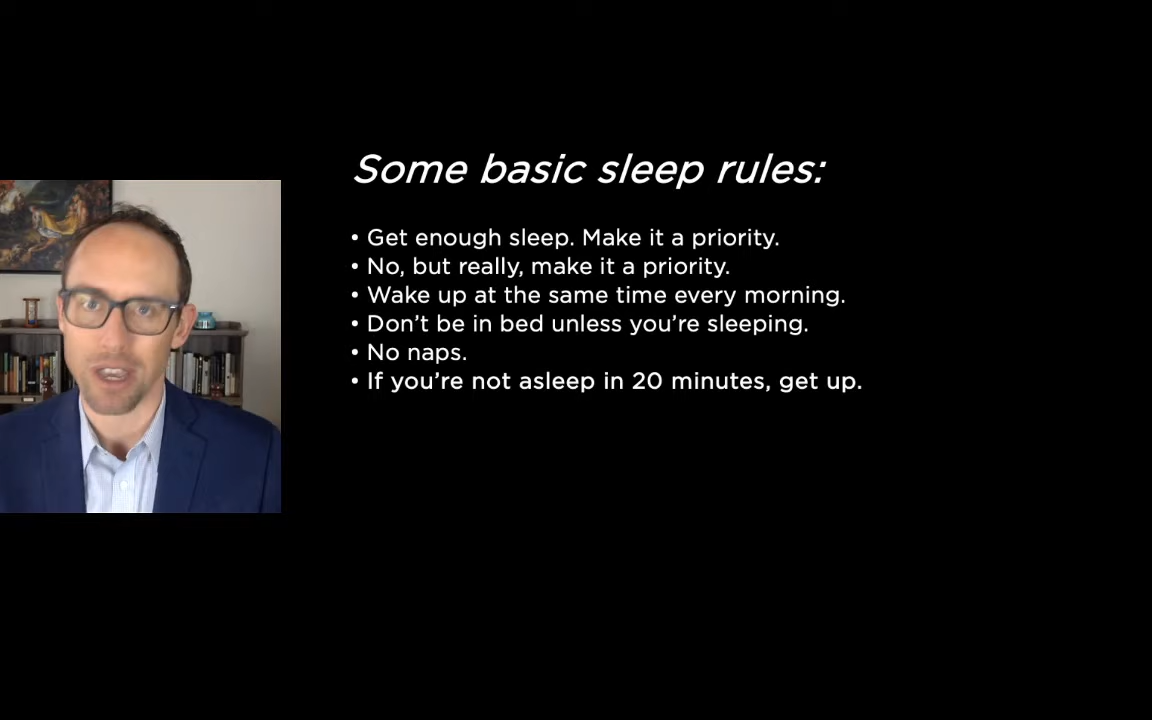 Some basic sleep rules:
• Get enough sleep. Make it a priority.
• No, but really, make it a priority.
• Wake up at the same time every morning.
• Don’t be in bed unless you’re sleeping.
• No naps.
• If you’re not asleep in 20 minutes, get up.